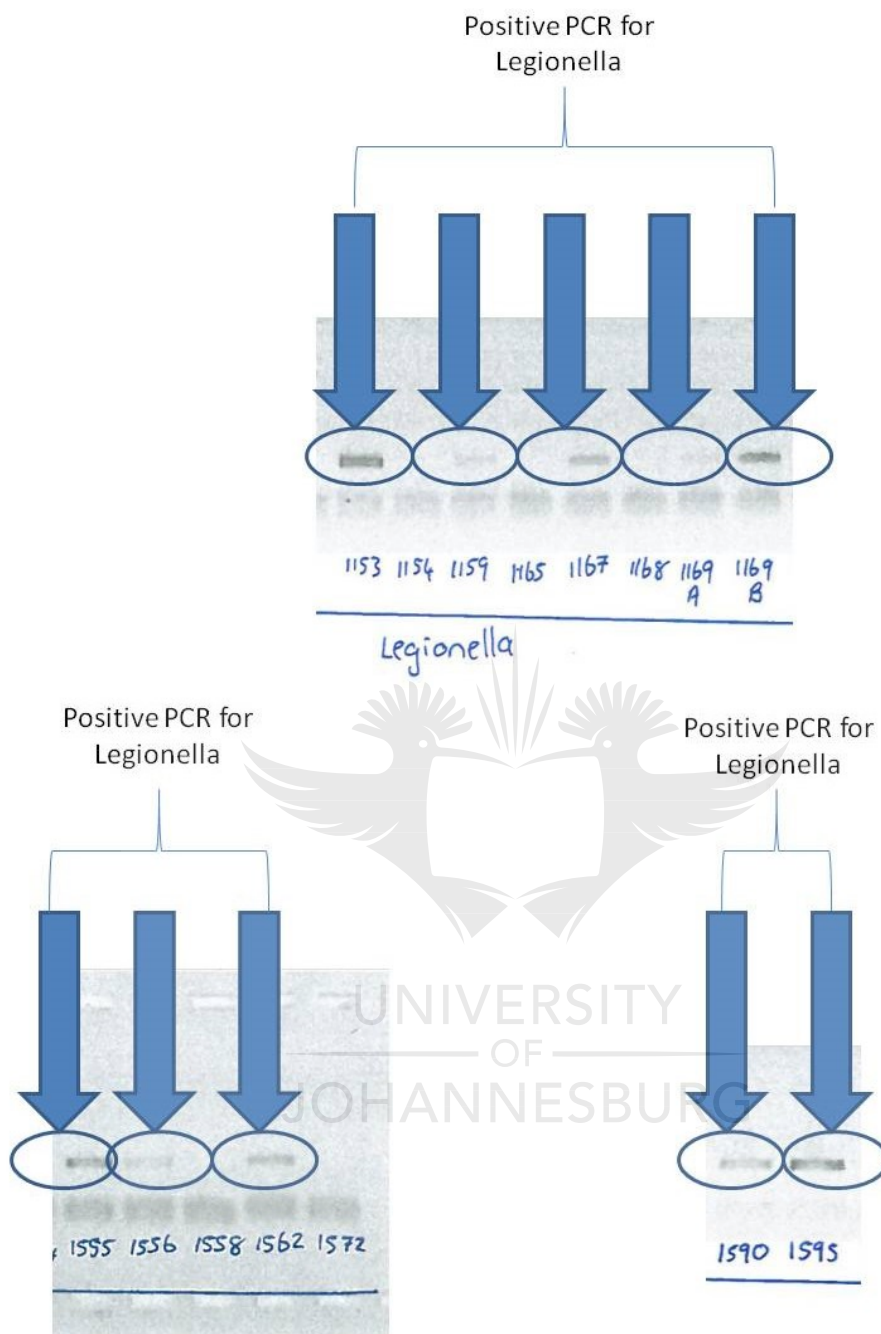 Positive PCR for
Legionella
1153 1154 1159 1165 1167 1168 1169 A 1169 B
Legionella
Positive PCR for
Legionella
Positive PCR for
Legionella
UNIVERSITY
OF
JOHANNESBURG
1555 1556 1558 1562 1572
1590 1595